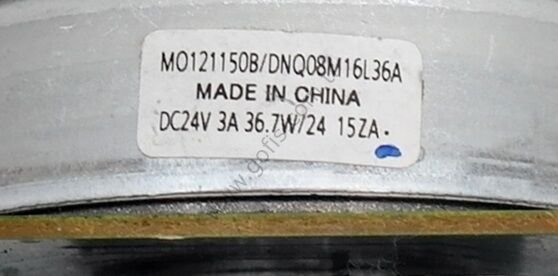 MO121150B/DNQ08M16L36A
MADE IN CHINA
DC24V 3A 36.7W/24 15ZA.